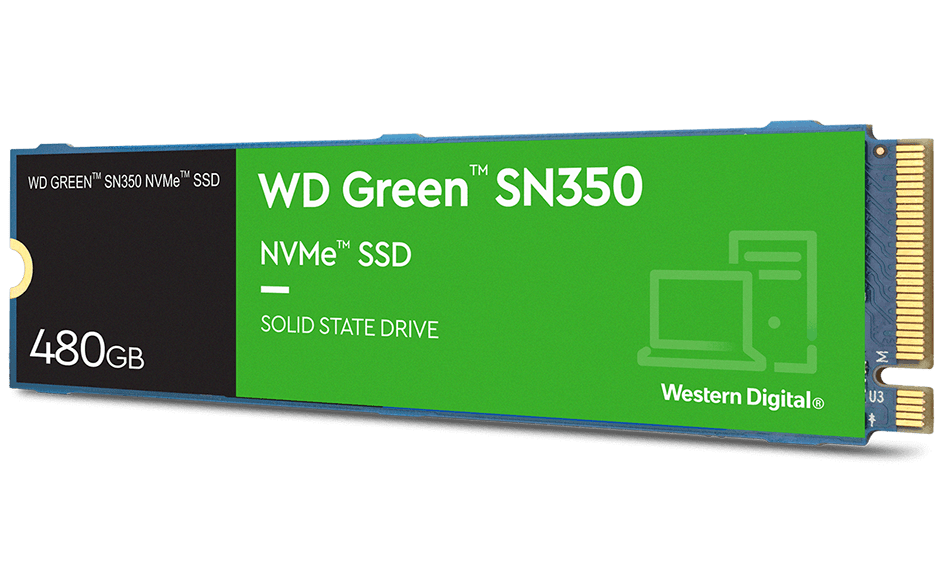 WD GREEN™ SN350 NVMe™ SSD
480GB
WD Green™ SN350
NVMe™ SSD
SOLID STATE DRIVE
Western Digital®
M
U3